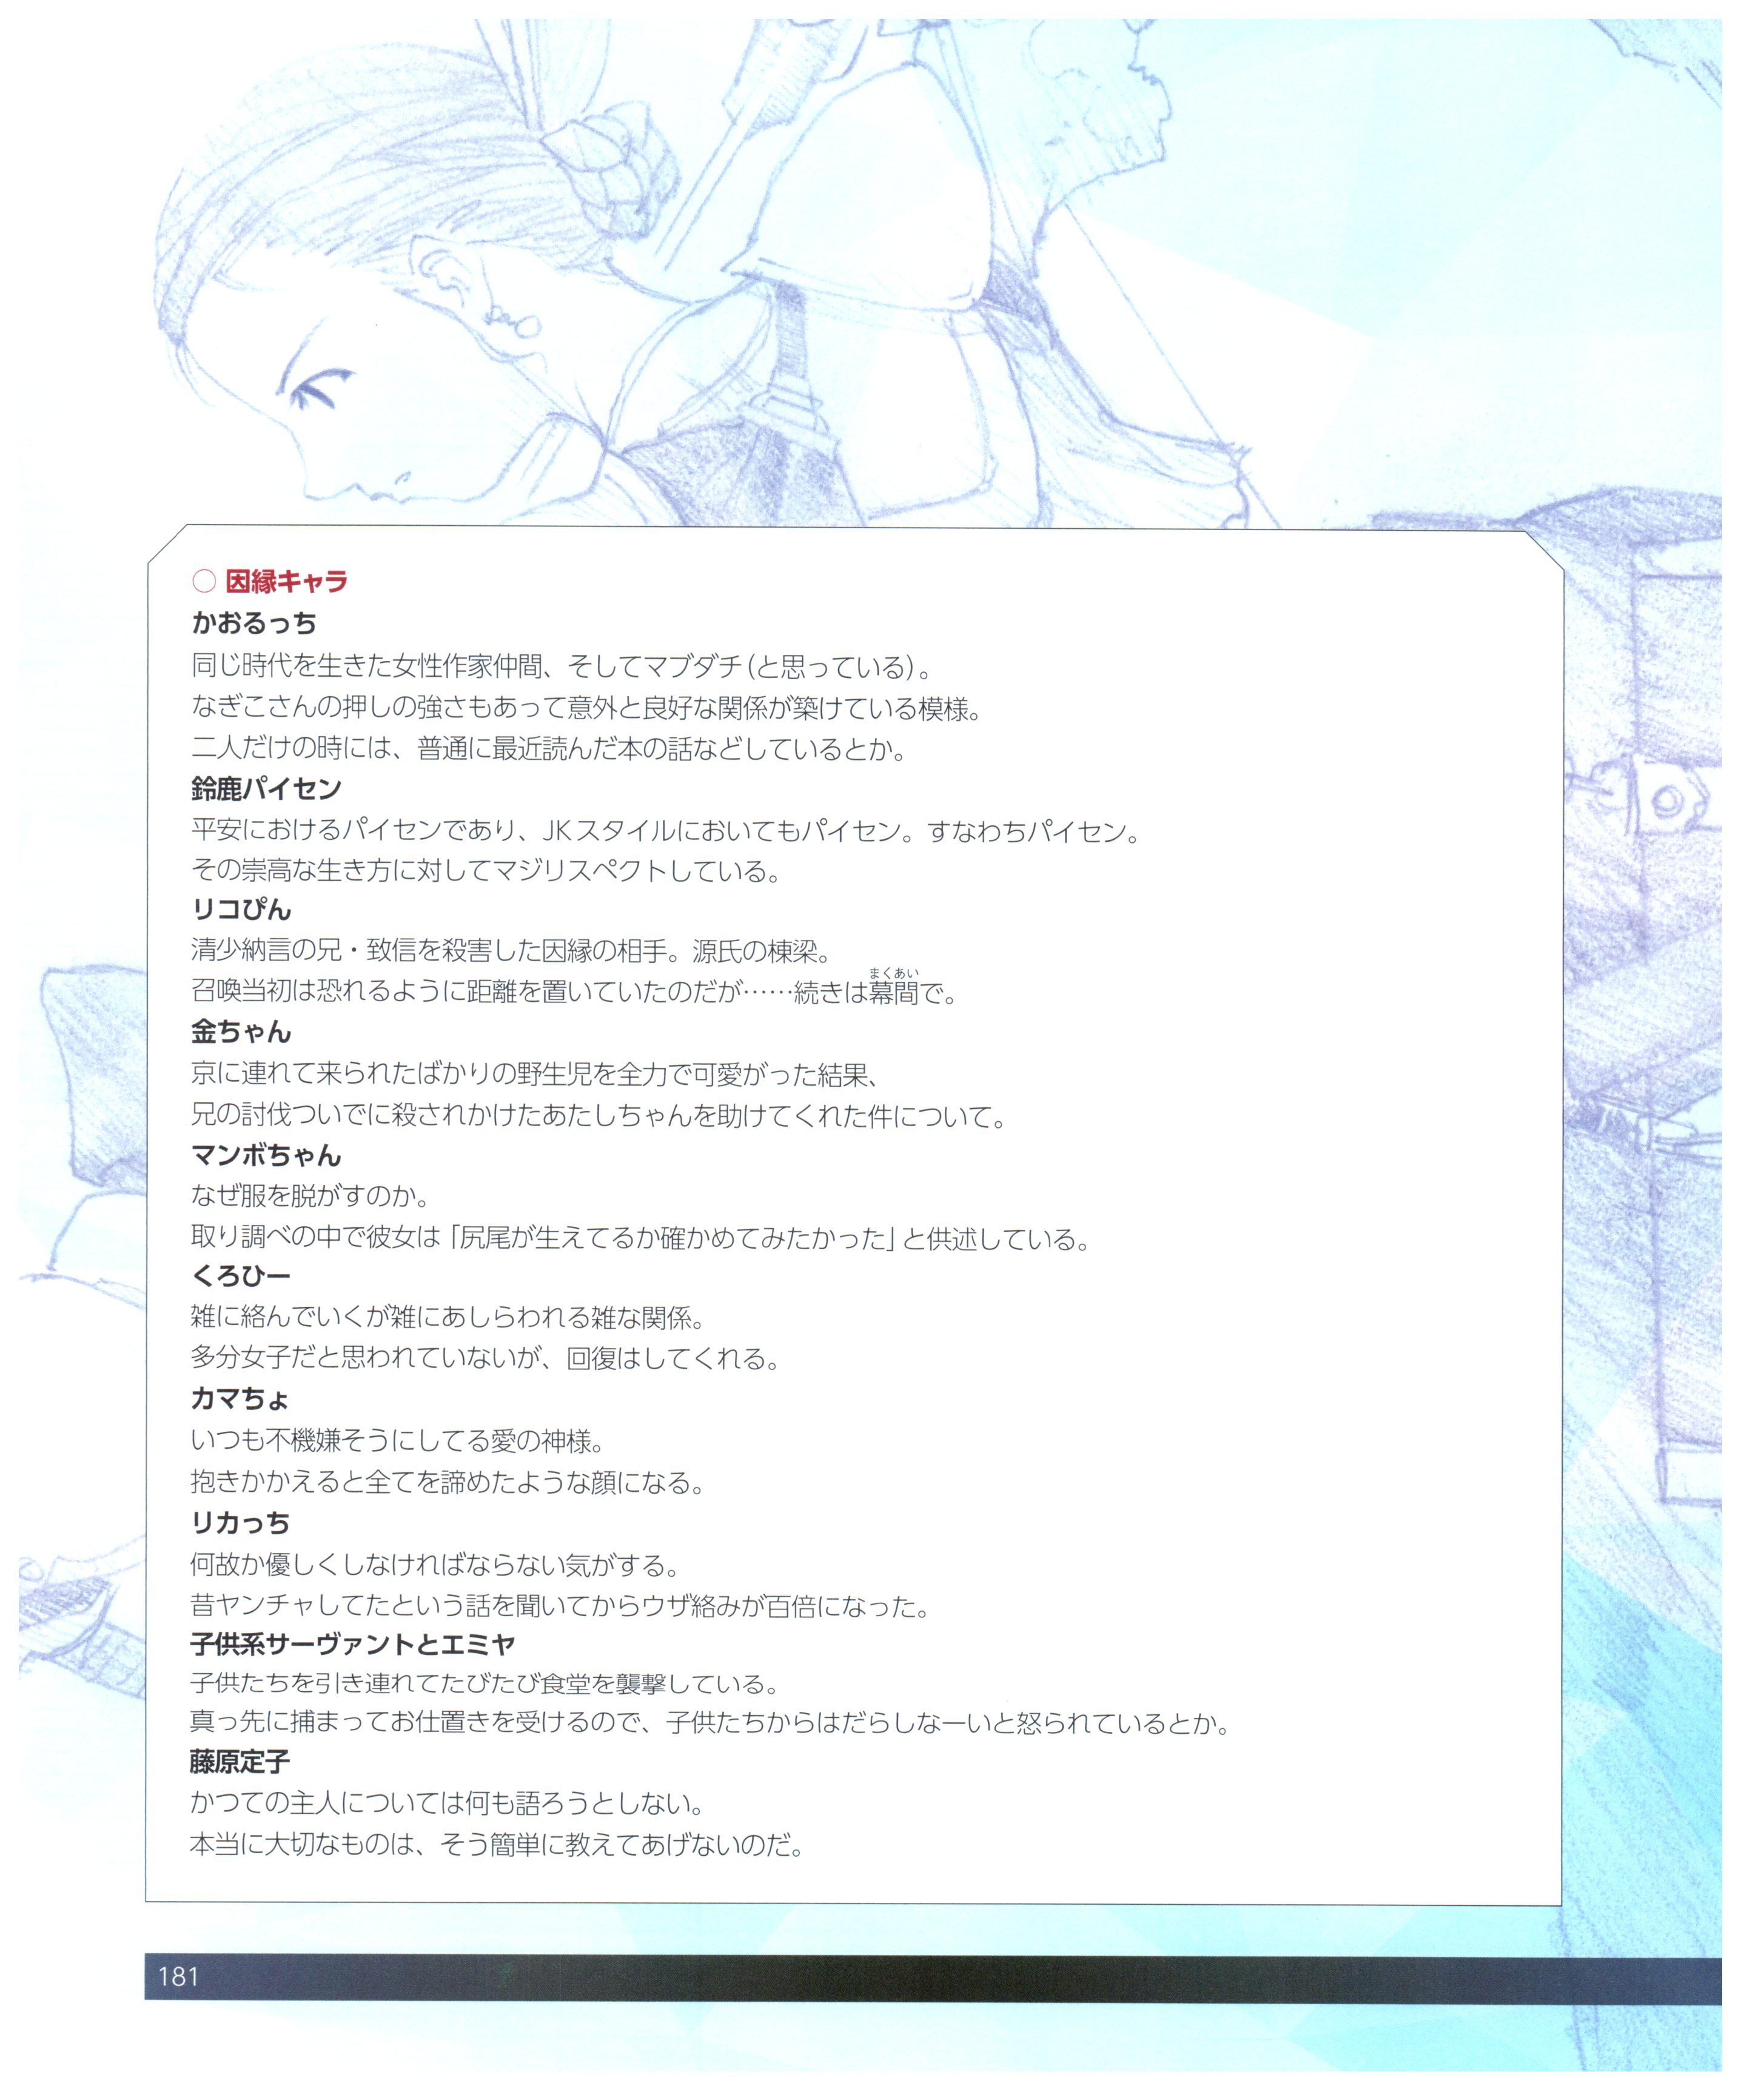 ○ 因縁キャラ
かおるっち
同じ時代を生きた女性作家仲間、そしてマブダチ(と思っている)。
なぎこさんの押しの強さもあって意外と良好な関係が築けている模様。
二人だけの時には、普通に最近読んだ本の話などしているとか。
鈴鹿パイセン
平安におけるパイセンであり、JKスタイルにおいてもパイセン。すなわちパイセン。
その崇高な生き方に対してマジリスペクトしている。
リコぴん
清少納言の兄・致信を殺害した因縁の相手。源氏の棟梁。
まくあい
召喚当初は恐れるように距離を置いていたのだが……続きは幕間で。
金ちゃん
京に連れて来られたばかりの野生児を全力で可愛がった結果、
兄の討伐ついでに殺されかけたあたしちゃんを助けてくれた件について。
マンボちゃん
なぜ服を脱がすのか。
取り調べの中で彼女は「尻尾が生えてるか確かめてみたかった」と供述している。
くろひー
雑に絡んでいくが雑にあしらわれる雑な関係。
多分女子だと思われていないが、回復はしてくれる。
カマちょ
いつも不機嫌そうにしてる愛の神様。
抱きかかえると全てを諦めたような顔になる。
リカっち
何故か優しくしなければならない気がする。
昔ヤンチャしてたという話を聞いてからウザ絡みが百倍になった。
子供系サーヴァントとエミヤ
子供たちを引き連れてたびたび食堂を襲撃している。
真っ先に捕まってお仕置きを受けるので、子供たちからはだらしなーいと怒られているとか。
藤原定子
かつての主人については何も語ろうとしない。
本当に大切なものは、そう簡単に教えてあげないのだ。
181